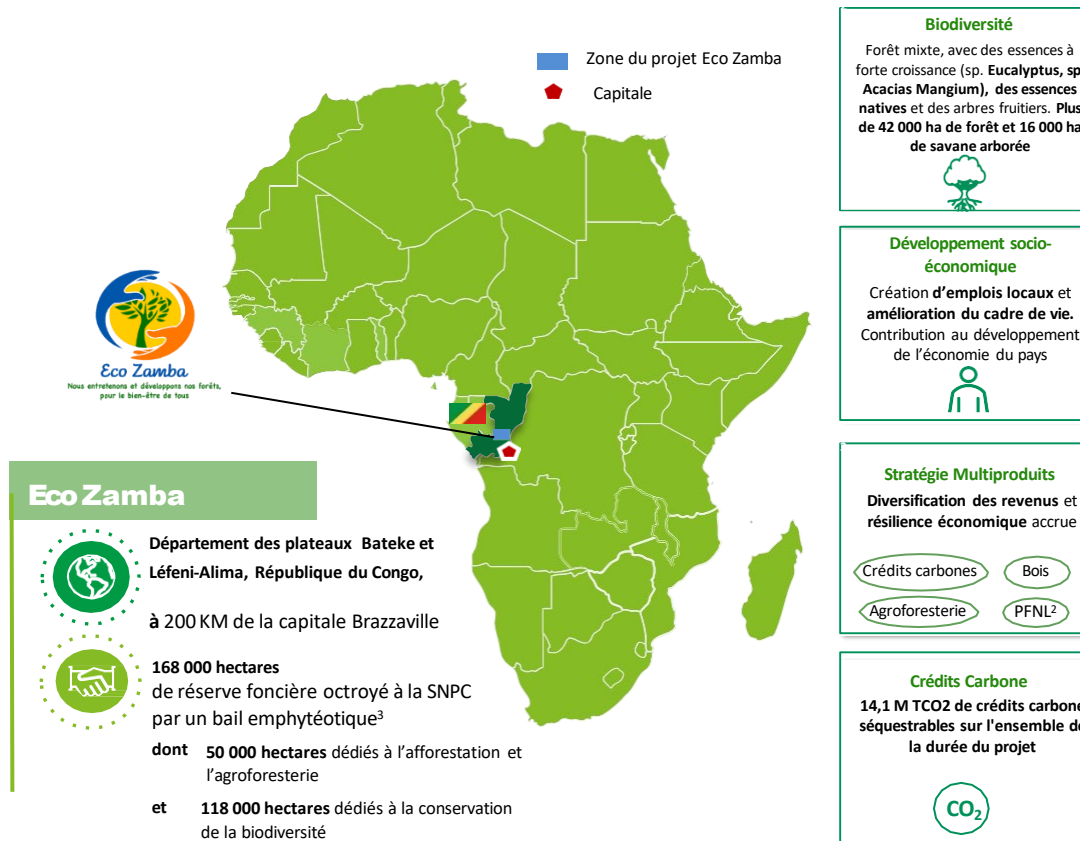 Zone du projet Eco Zamba
Capitale
Eco Zamba
Nous entretenons et développons nos forêts,
pour le bien-être de tous
Eco Zamba
Département des plateaux Bateke et
Léfeni-Alima, République du Congo,
à 200 KM de la capitale Brazzaville
168 000 hectares
de réserve foncière octroyé à la SNPC
par un bail emphytéotique³
dont 50 000 hectares dédiés à l’afforestation et
l’agroforesterie
et 118 000 hectares dédiés à la conservation
de la biodiversité
Biodiversité
Forêt mixte, avec des essences à
forte croissance (sp. Eucalyptus, sp
Acacias Mangium), des essences
natives et des arbres fruitiers. Plus
de 42 000 ha de forêt et 16 000 ha
de savane arborée
Développement socio-
économique
Création d’emplois locaux et
amélioration du cadre de vie.
Contribution au développement
de l’économie du pays
Stratégie Multiproduits
Diversification des revenus et
résilience économique accrue
Crédits carbones
Bois
Agroforesterie
PFNL²
Crédits Carbone
14,1 M TCO2 de crédits carbone
séquestrables sur l'ensemble de
la durée du projet
CO₂